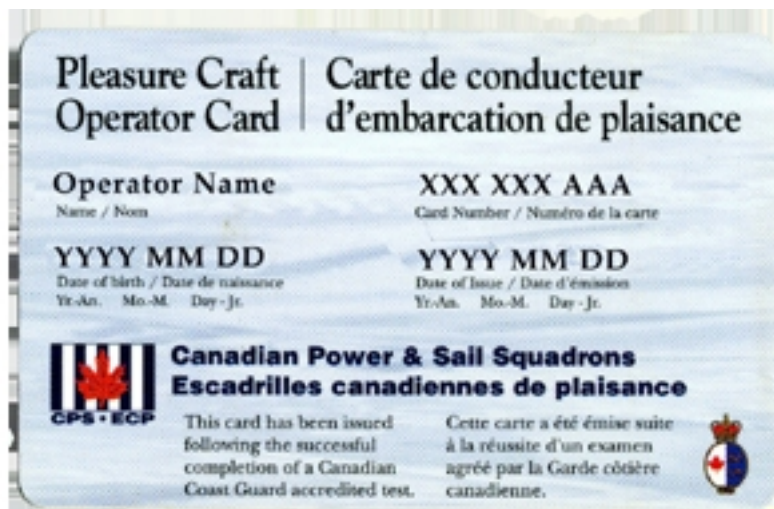 Pleasure Craft
Operator Card
Carte de conducteur
d'embarcation de plaisance
Operator Name
Name / Nom
XXX XXX AAA
Card Number / Numéro de la carte
YYYY MM DD
Date of birth / Date de naissance
Yr.-An. Mo.-M. Day - Jr.
YYYY MM DD
Date of Issue / Date d'émission
Yr.-An. Mo.-M. Day - Jr.
Canadian Power & Sail Squadrons
Escadrilles canadiennes de plaisance
CPS • ECP
This card has been issued
following the successful
completion of a Canadian
Coast Guard accredited test.
Cette carte a été émise suite
à la réussite d'un examen
agréé par la Garde côtière
canadienne.